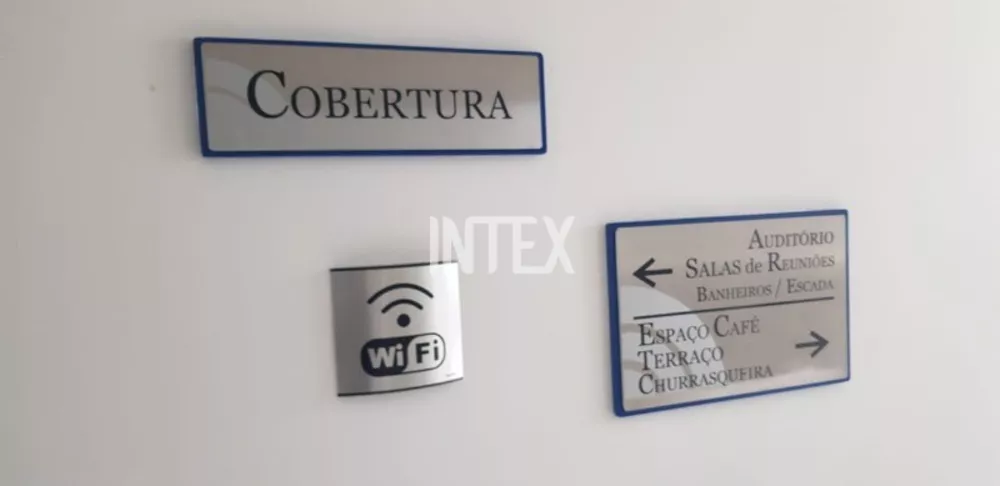 COBERTURA
INTEX
WiFi
AUDITÓRIO
SALAS de REUNIÕES
BANHEIROS / ESCADA
ESPAÇO CAFÉ
TERRAÇO
CHURRASQUEIRA